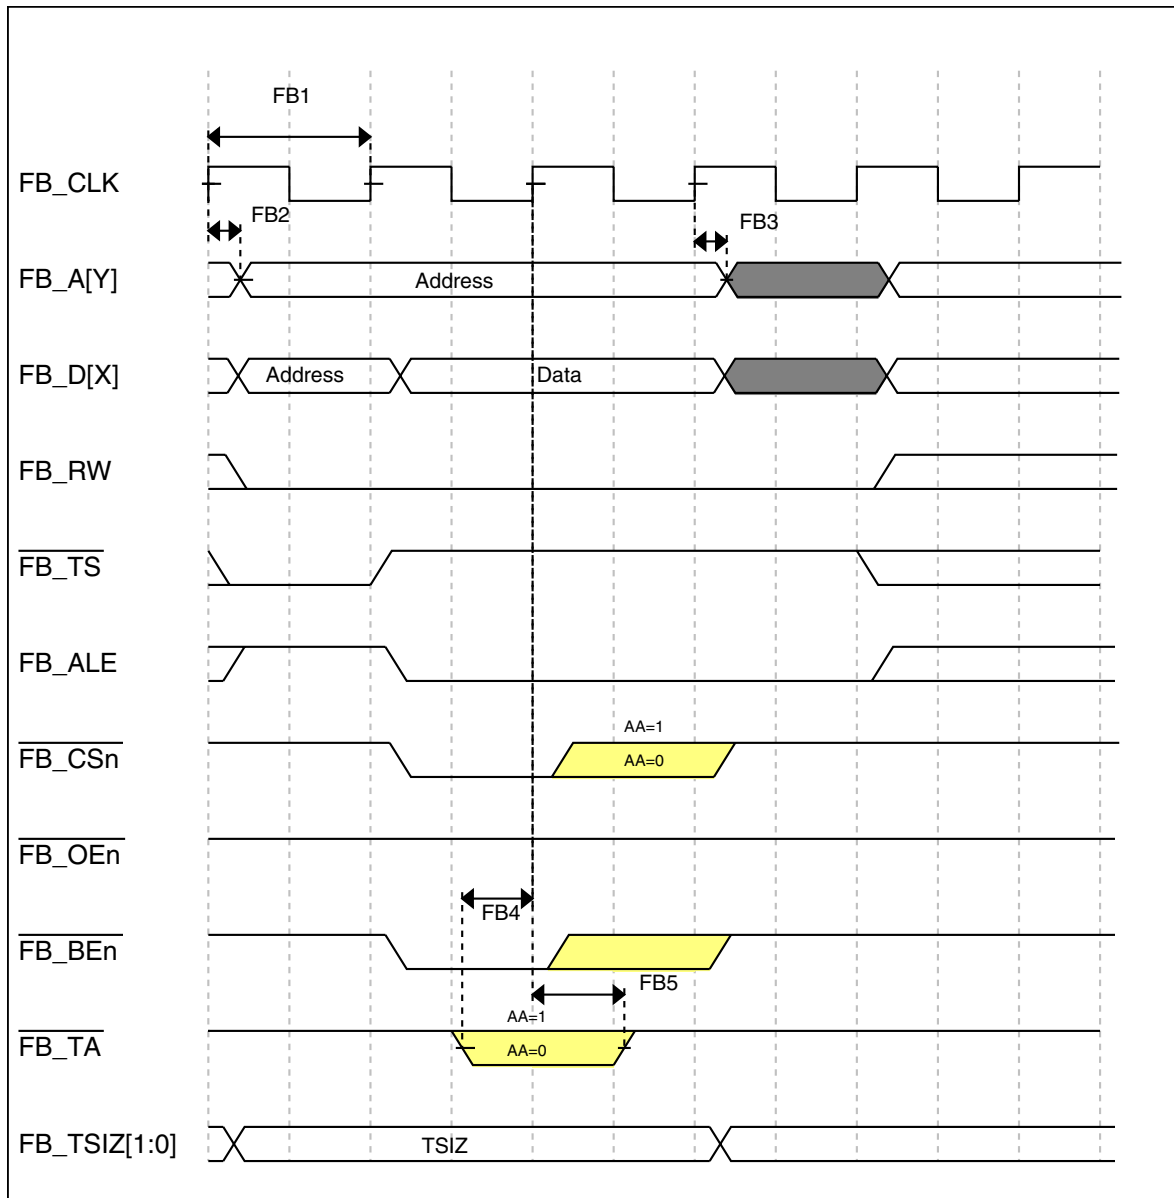 FB1
FB_CLK
FB2
FB3
FB_A[Y]
Address
FB_D[X]
Address
Data
FB_RW
FB_TS
FB_ALE
AA=1
FB_CSn
AA=0
FB_OEn
FB4
FB_BEn
FB5
AA=1
FB_TA
AA=0
FB_TSIZ[1:0]
TSIZ